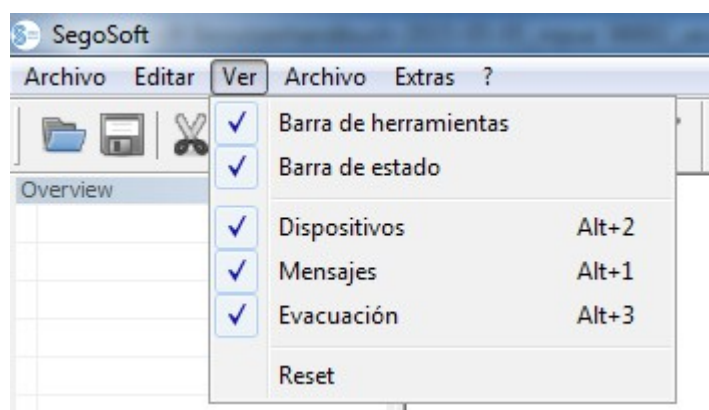 SegoSoft
Archivo Editar Ver Archivo Extras ?
Barra de herramientas
Barra de estado
Overview
Dispositivos Alt+2
Mensajes Alt+1
Evacuación Alt+3
Reset